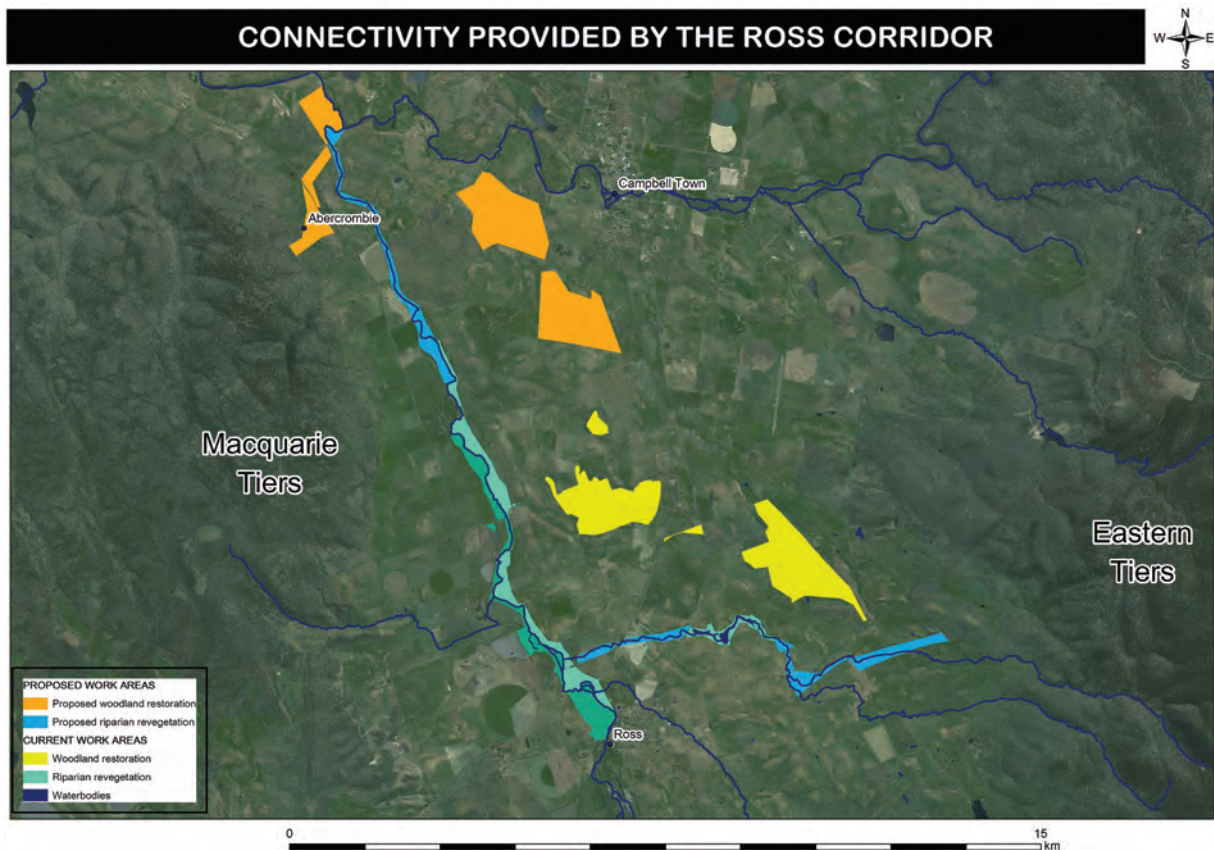 CONNECTIVITY PROVIDED BY THE ROSS CORRIDOR
N
W E
S
Campbell Town
Abercrombie
Macquarie
Tiers
Eastern
Tiers
Ross
PROPOSED WORK AREAS
Proposed woodland restoration
Proposed riparian revegetation
CURRENT WORK AREAS
Woodland restoration
Riparian revegetation
Waterbodies
0 15
km